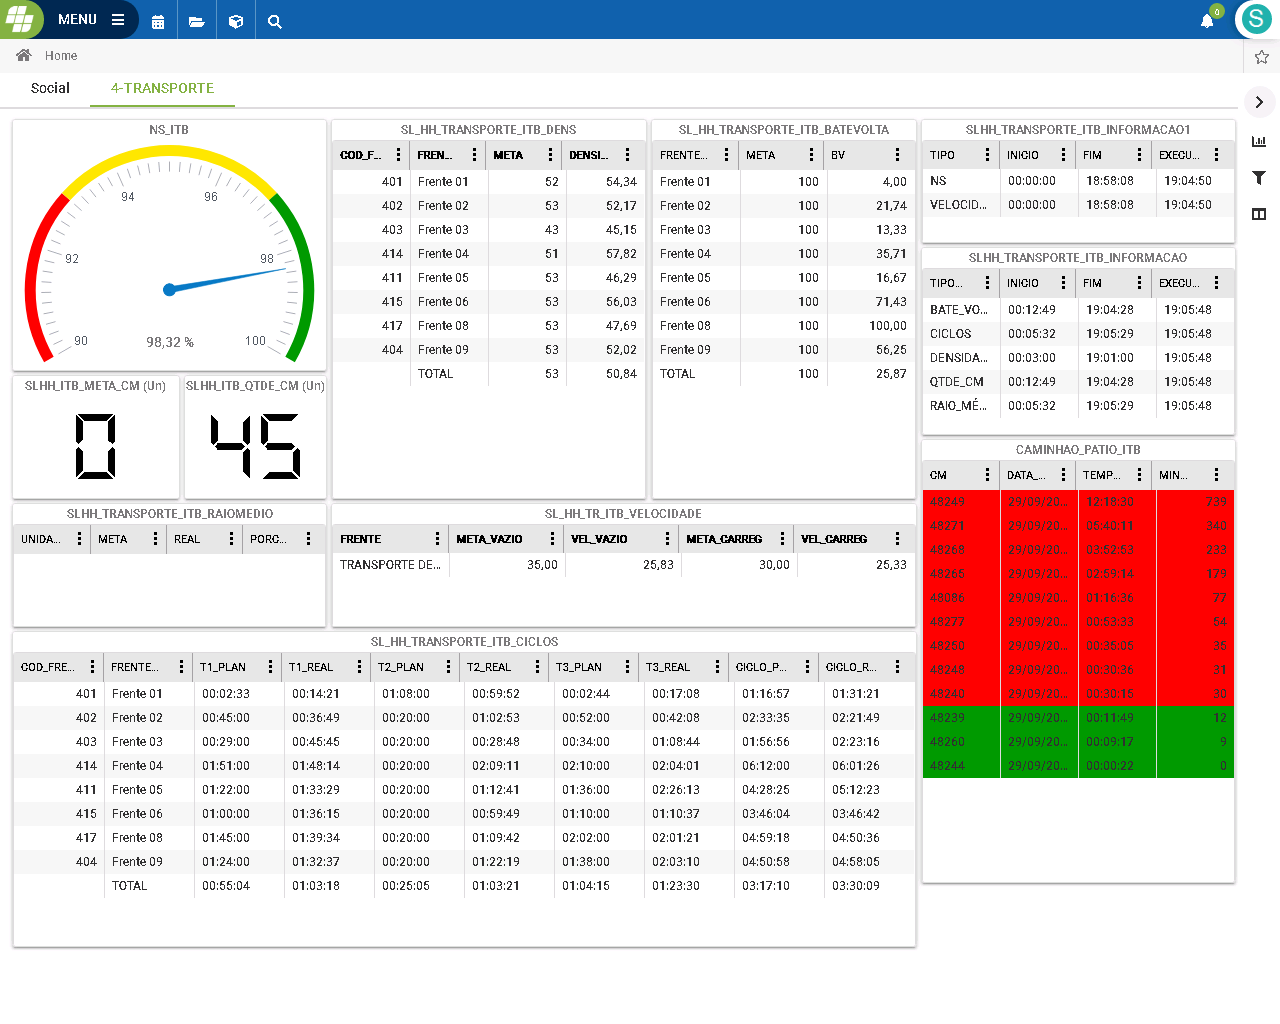 MENU
0
S
Home
Social
4-TRANSPORTE
NS_ITB
94
96
92
98
90
98,32 %
100
SLHH_ITB_META_CM (Un)
0
SLHH_ITB_QTDE_CM (Un)
45
SL_HH_TRANSPORTE_ITB_DENS
COD_F... FREN... META DENSI...
401 Frente 01 52 54,34
402 Frente 02 53 52,17
403 Frente 03 43 45,15
414 Frente 04 51 57,82
411 Frente 05 53 46,29
415 Frente 06 53 56,03
417 Frente 08 53 47,69
404 Frente 09 53 52,02
TOTAL 53 50,84
SL_HH_TRANSPORTE_ITB_BATEVOLTA
FRENTE... META BV
Frente 01 100 4,00
Frente 02 100 21,74
Frente 03 100 13,33
Frente 04 100 35,71
Frente 05 100 16,67
Frente 06 100 71,43
Frente 08 100 100,00
Frente 09 100 56,25
TOTAL 100 25,87
SLHH_TRANSPORTE_ITB_INFORMACAO1
TIPO INICIO FIM EXECU...
NS 00:00:00 18:58:08 19:04:50
VELOCID... 00:00:00 18:58:08 19:04:50
SLHH_TRANSPORTE_ITB_INFORMACAO
TIPO... INICIO FIM EXECU...
BATE_VO... 00:12:49 19:04:28 19:05:48
CICLOS 00:05:32 19:05:29 19:05:48
DENSIDA... 00:03:00 19:01:00 19:05:48
QTDE_CM 00:12:49 19:04:28 19:05:48
RAIO_MÉ... 00:05:32 19:05:29 19:05:48
CAMINHAO_PATIO_ITB
CM DATA_... TEMP... MIN...
48249 29/09/20... 12:18:30 739
48271 29/09/20... 05:40:11 340
48268 29/09/20... 03:52:53 233
48265 29/09/20... 02:59:14 179
48086 29/09/20... 01:16:36 77
48277 29/09/20... 00:53:33 54
48250 29/09/20... 00:35:05 35
48248 29/09/20... 00:30:36 31
48240 29/09/20... 00:30:15 30
48239 29/09/20... 00:11:49 12
48260 29/09/20... 00:09:17 9
48244 29/09/20... 00:00:22 0
SLHH_TRANSPORTE_ITB_RAIOMEDIO
UNIDA... META REAL PORC...
SL_HH_TR_ITB_VELOCIDADE
FRENTE META_VAZIO VEL_VAZIO META_CARREG VEL_CARREG
TRANSPORTE DE... 35,00 25,83 30,00 25,33
SL_HH_TRANSPORTE_ITB_CICLOS
COD_FRE... FRENTE... T1_PLAN T1_REAL T2_PLAN T2_REAL T3_PLAN T3_REAL CICLO_P... CICLO_R...
401 Frente 01 00:02:33 00:14:21 01:08:00 00:59:52 00:02:44 00:17:08 01:16:57 01:31:21
402 Frente 02 00:45:00 00:36:49 00:20:00 01:02:53 00:52:00 00:42:08 02:33:35 02:21:49
403 Frente 03 00:29:00 00:45:45 00:20:00 00:28:48 00:34:00 01:08:44 01:56:56 02:23:16
414 Frente 04 01:51:00 01:48:14 00:20:00 02:09:11 02:10:00 02:04:01 06:12:00 06:01:26
411 Frente 05 01:22:00 01:33:29 00:20:00 01:12:41 01:36:00 02:26:13 04:28:25 05:12:23
415 Frente 06 01:00:00 01:36:15 00:20:00 00:59:49 01:10:00 01:10:37 03:46:04 03:46:42
417 Frente 08 01:45:00 01:39:34 00:20:00 01:09:42 02:02:00 02:01:21 04:59:18 04:50:36
404 Frente 09 01:24:00 01:32:37 00:20:00 01:22:19 01:38:00 02:03:10 04:50:58 04:58:05
TOTAL 00:55:04 01:03:18 00:25:05 01:03:21 01:04:15 01:23:30 03:17:10 03:30:09